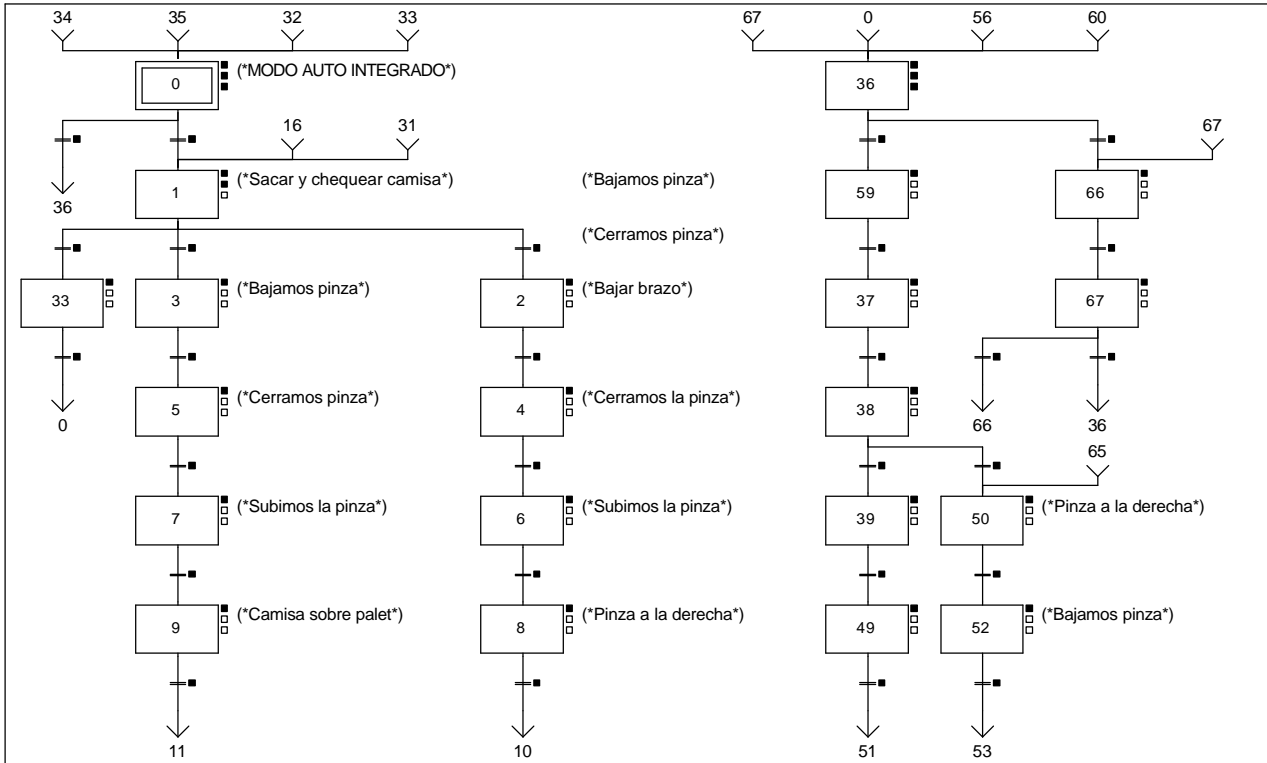 34 35 32 33 67 0 56 60
0 (*MODO AUTO INTEGRADO*) 36
16 31 67
1 (*Sacar y chequear camisa*) (*Bajamos pinza*) 59 66
36
(*Cerramos pinza*)
33 3 (*Bajamos pinza*) 2 (*Bajar brazo*) 37 67
5 (*Cerramos pinza*) 4 (*Cerramos la pinza*) 38
0 66 36
65
7 (*Subimos la pinza*) 6 (*Subimos la pinza*) 39 50 (*Pinza a la derecha*)
9 (*Camisa sobre palet*) 8 (*Pinza a la derecha*) 49 52 (*Bajamos pinza*)
11 10 51 53